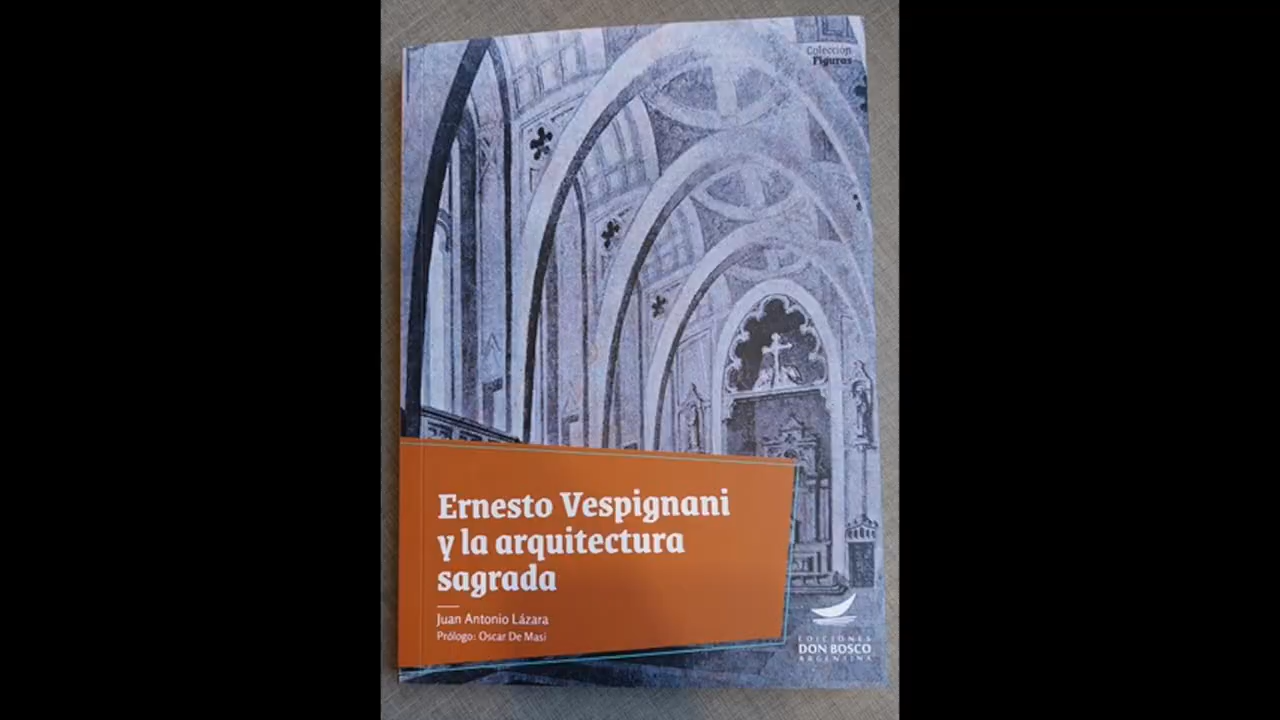 Colección
Figuras
Ernesto Vespignani
y la arquitectura
sagrada
Juan Antonio Lázara
Prólogo: Oscar De Masi
EDICIONES
DON BOSCO
ARGENTINA